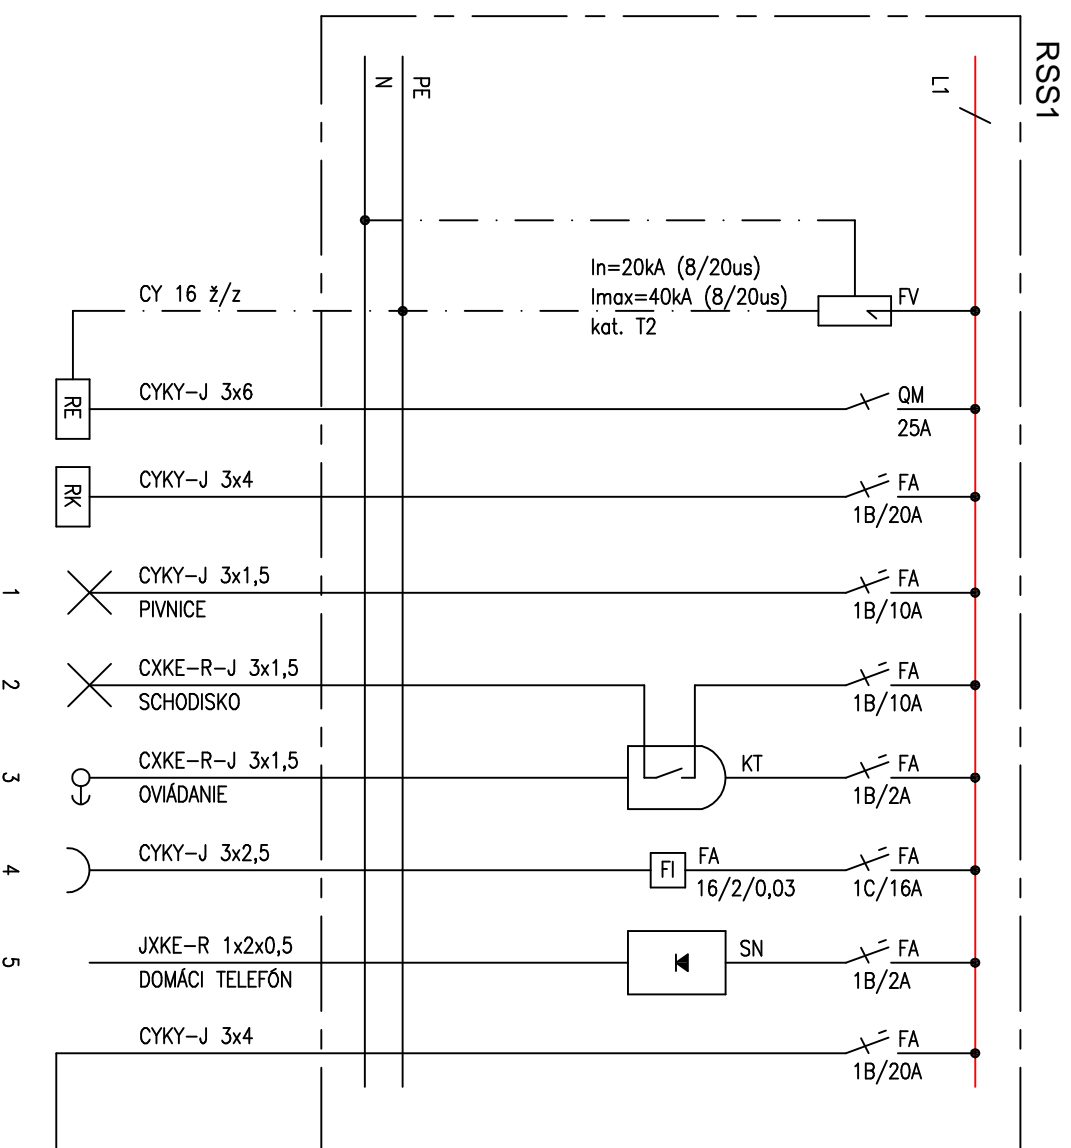 RSS1
N
PE
L1
In=20kA (8/20us)
Imax=40kA (8/20us)
kat. T2
CY 16 ž/z
FV
RE
CYKY-J 3x6
QM
25A
RK
CYKY-J 3x4
FA
1B/20A
1
CYKY-J 3x1,5
PIVNICE
FA
1B/10A
2
CXKE-R-J 3x1,5
SCHODISKO
FA
1B/10A
3
CXKE-R-J 3x1,5
OVIÁDANIE
KT
FA
1B/2A
4
CYKY-J 3x2,5
FI
FA
16/2/0,03
FA
1C/16A
5
JXKE-R 1x2x0,5
DOMÁCI TELEFÓN
SN
FA
1B/2A
CYKY-J 3x4
FA
1B/20A